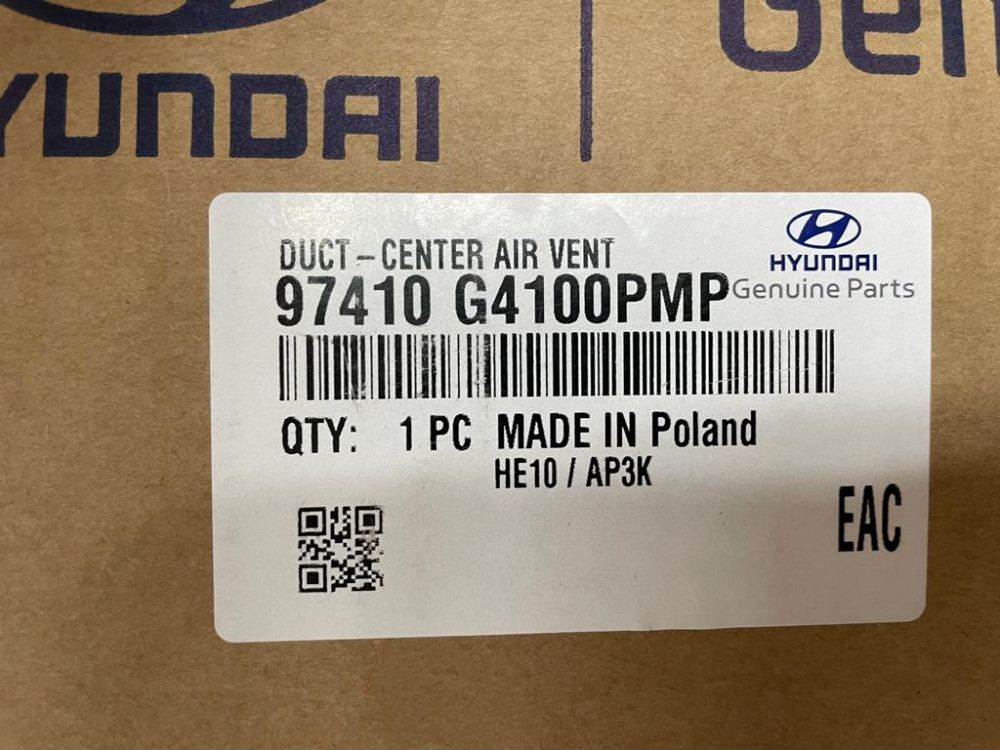 HYUNDAI
Gen
DUCT-CENTER AIR VENT
HYUNDAI
97410 G4100PMP
Genuine Parts
QTY: 1 PC MADE IN Poland
HE10 / AP3K
EAC